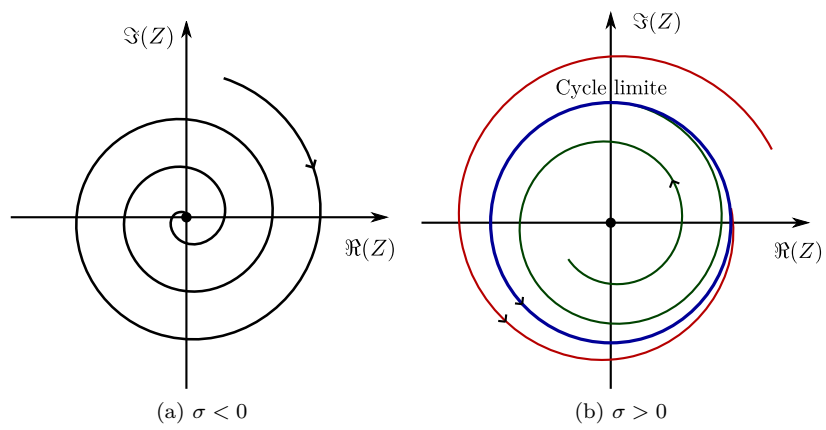 ℑ(Z)
ℜ(Z)
(a) σ < 0
ℑ(Z)
Cycle limite
ℜ(Z)
(b) σ > 0